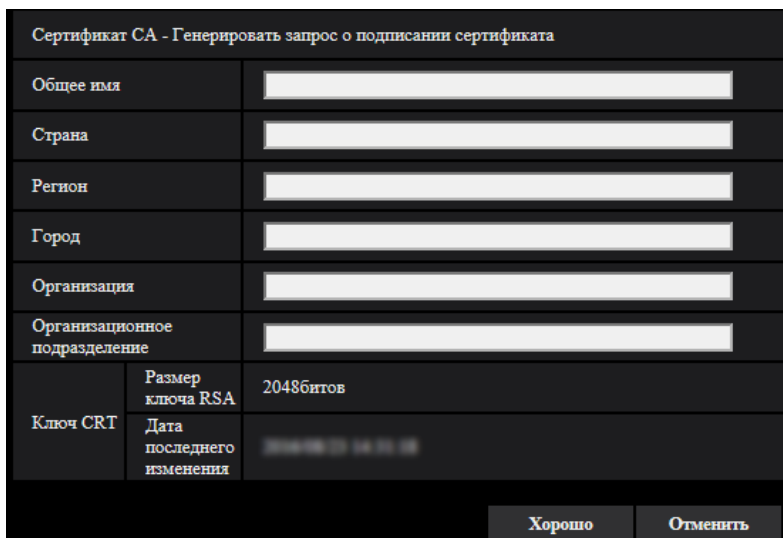 Сертификат CA - Генерировать запрос о подписании сертификата
Общее имя
Страна
Регион
Город
Организация
Организационное
подразделение
Ключ CRT
Размер
ключа RSA
2048битов
Дата
последнего
изменения
Хорошо
Отменить